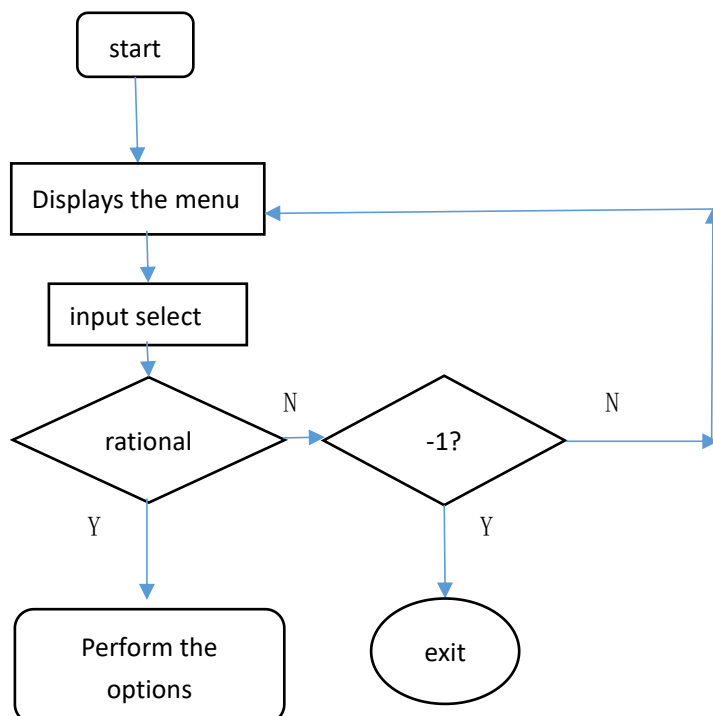 start
Displays the menu
input select
rational
N
-1?
N
Y
Y
Perform the
options
exit